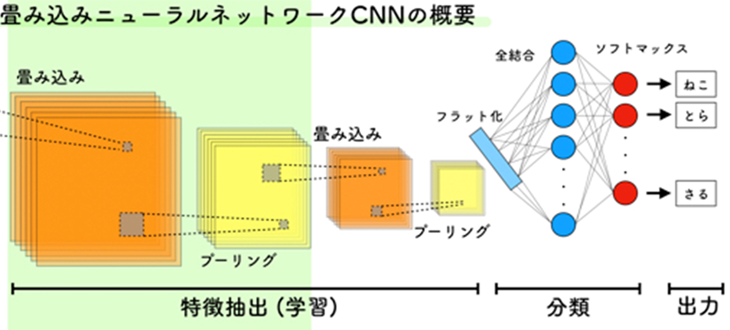 畳み込みニューラルネットワークCNNの概要
畳み込み
プーリング
畳み込み
プーリング
フラット化
全結合
ソフトマックス
ねこ
とら
さる
特徴抽出(学習)
分類
出力